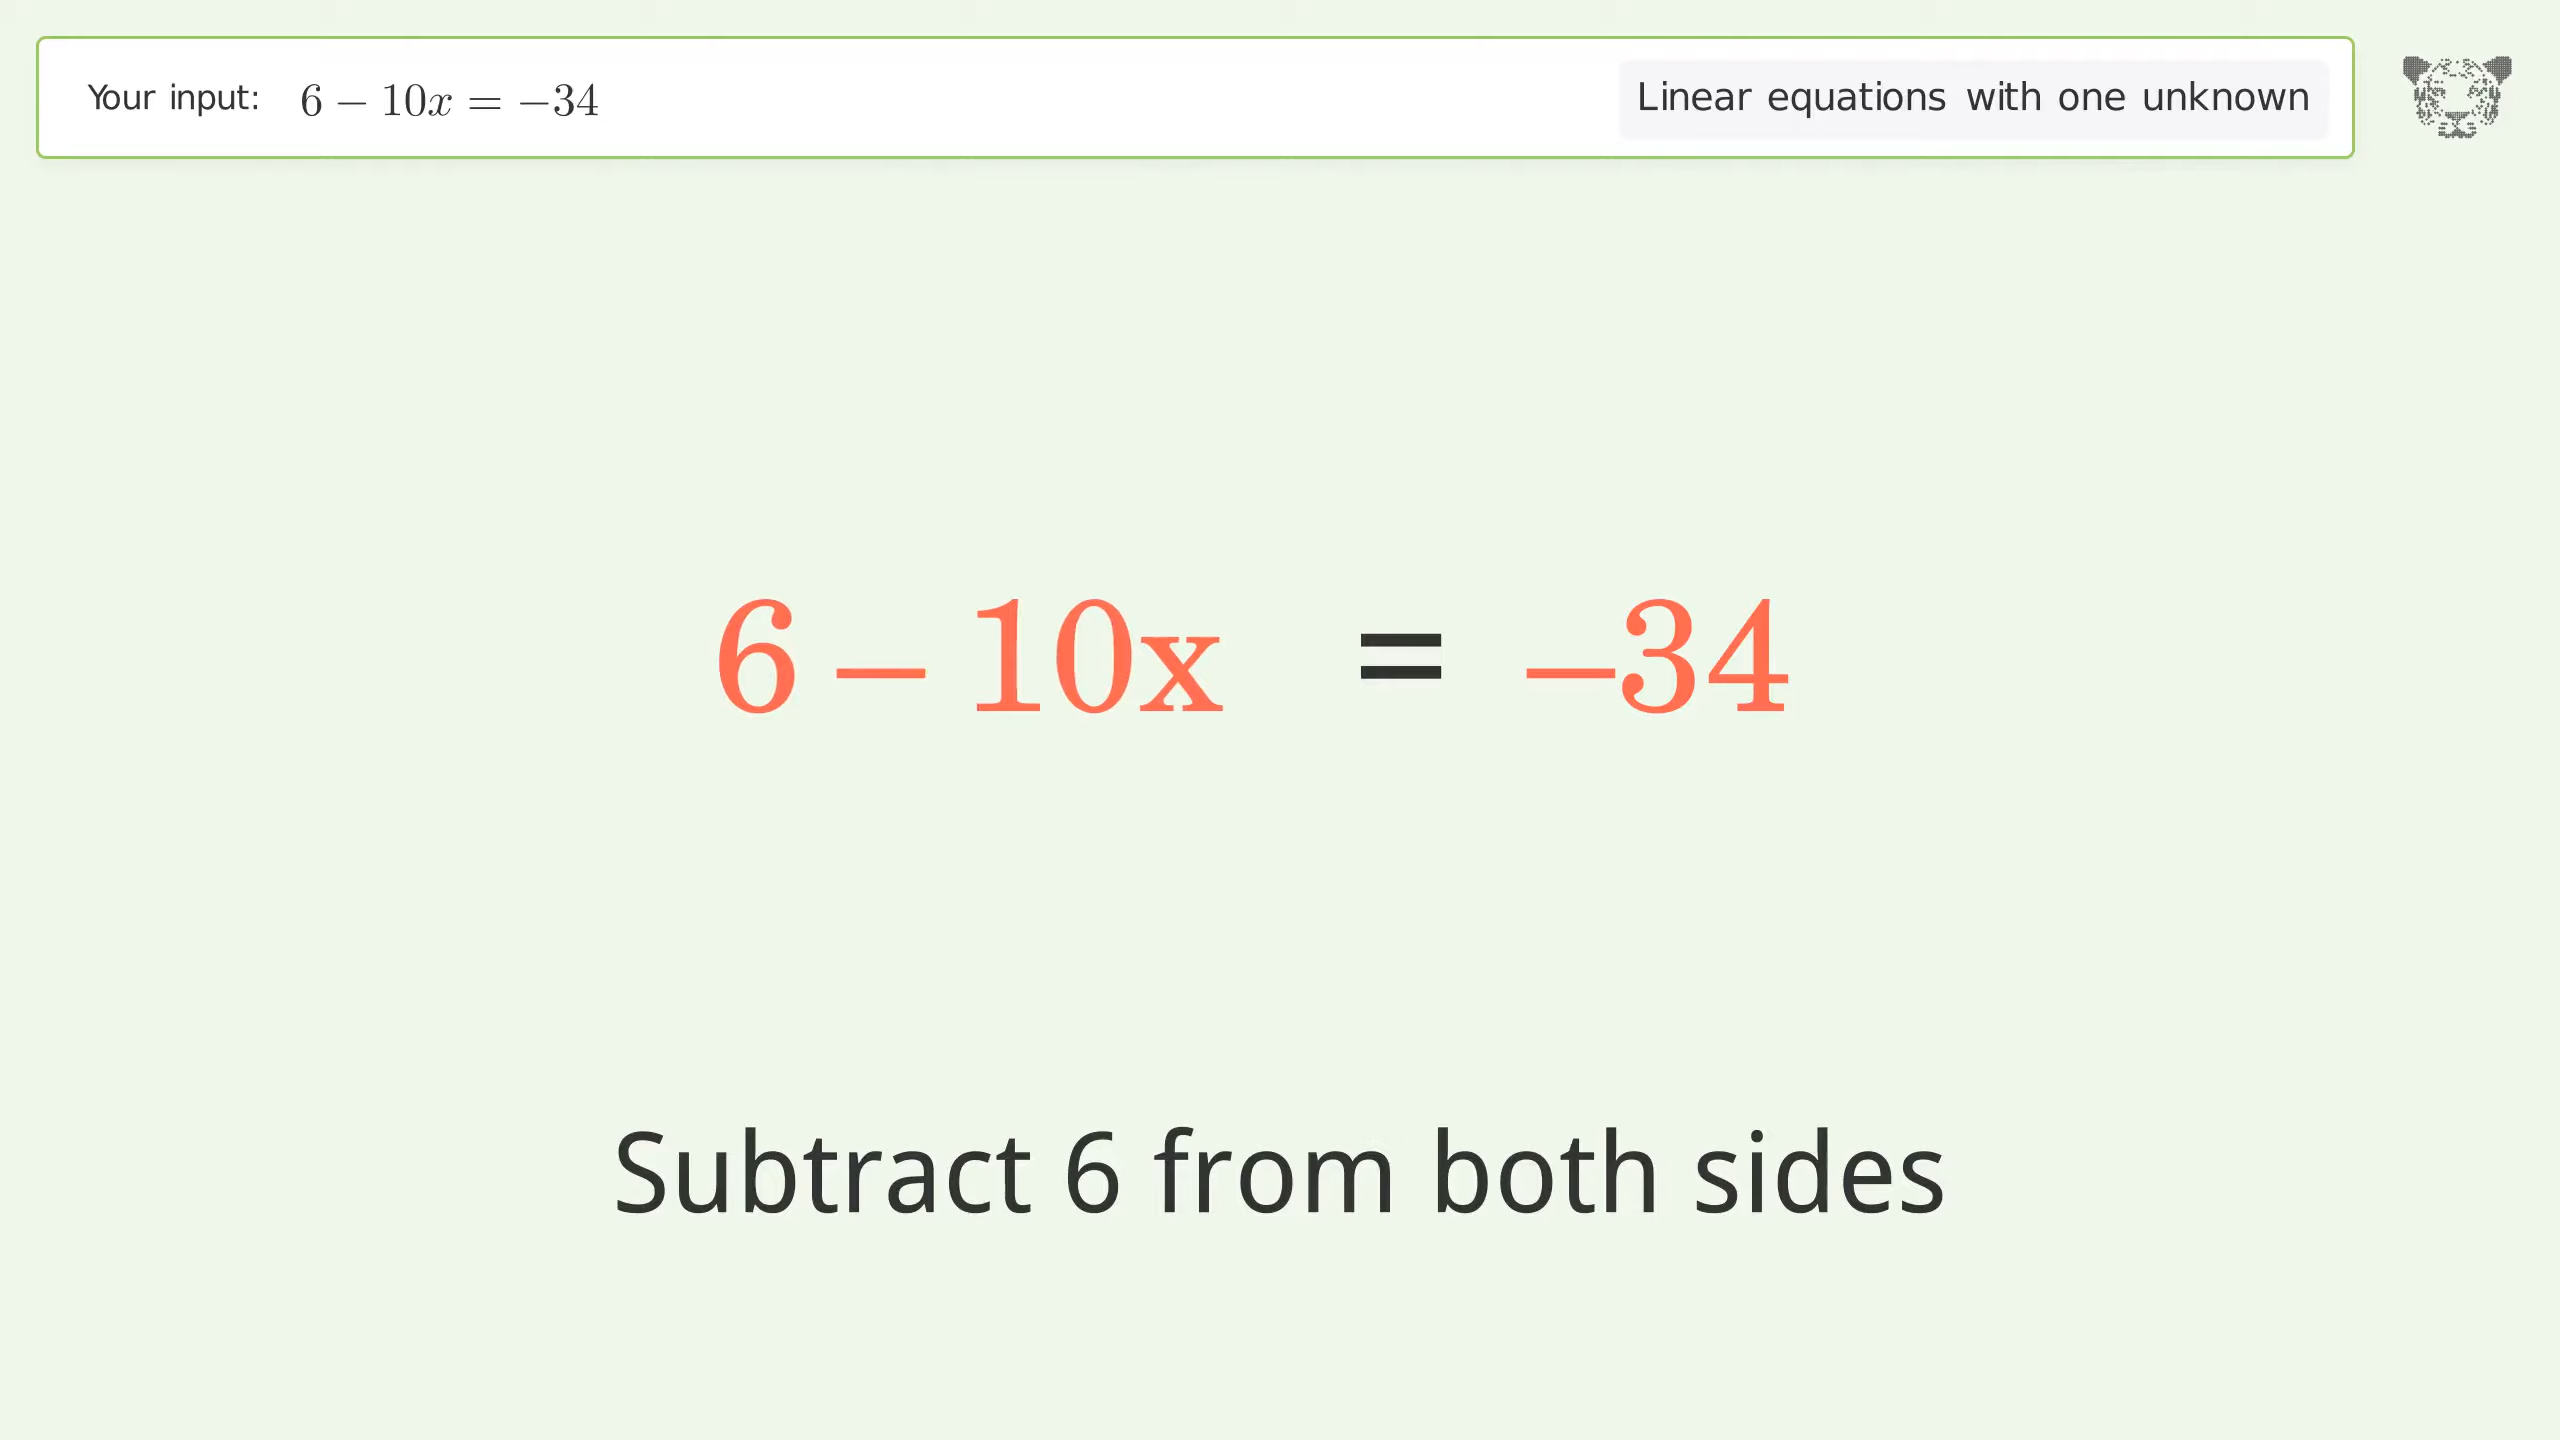 Your input: 6 − 10x = −34
Linear equations with one unknown
6 − 10x = −34
Subtract 6 from both sides